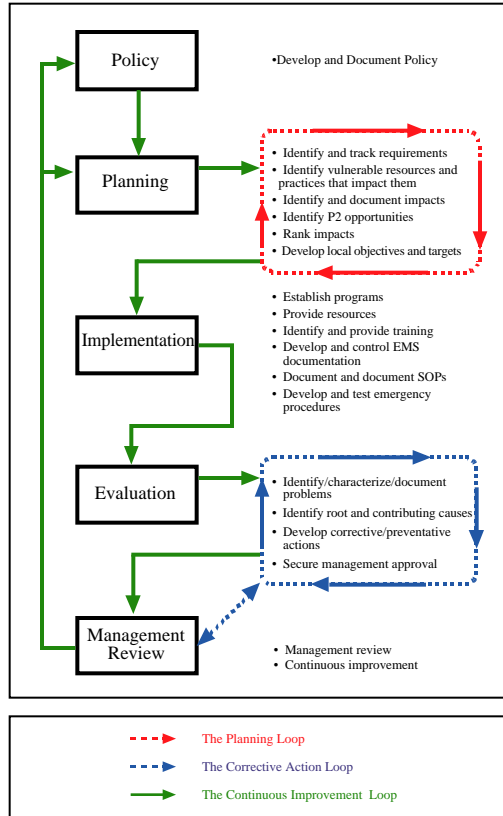 Policy
•Develop and Document Policy
Planning
• Identify and track requirements
• Identify vulnerable resources and
practices that impact them
• Identify and document impacts
• Identify P2 opportunities
• Rank impacts
• Develop local objectives and targets
Implementation
• Establish programs
• Provide resources
• Identify and provide training
• Develop and control EMS
documentation
• Document and document SOPs
• Develop and test emergency
procedures
Evaluation
• Identify/characterize/document
problems
• Identify root and contributing causes
• Develop corrective/preventative
actions
• Secure management approval
Management
Review
• Management review
• Continuous improvement
The Planning Loop
The Corrective Action Loop
The Continuous Improvement Loop